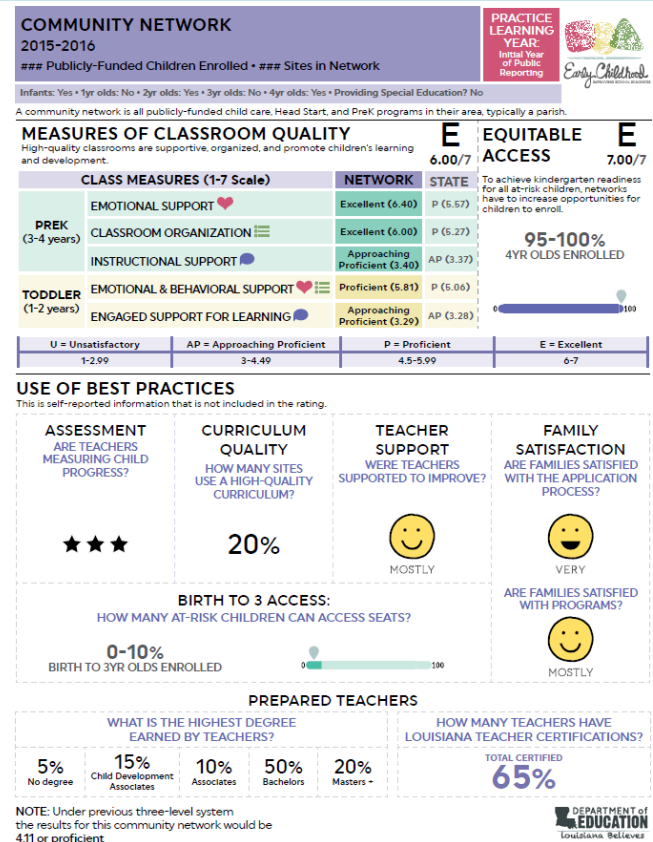 COMMUNITY NETWORK
2015-2016
### Publicly-Funded Children Enrolled • ### Sites in Network
PRACTICE
LEARNING
YEAR:
Initial Year
of Public
Reporting
Early Childhood
Infants: Yes • 1yr olds: No • 2yr olds: Yes • 3yr olds: No • 4yr olds: Yes • Providing Special Education? No
A community network is all publicly-funded child care, Head Start, and PreK programs in their area, typically a parish.
MEASURES OF CLASSROOM QUALITY
High-quality classrooms are supportive, organized, and promote children's learning
and development.
E
6.00/7
CLASS MEASURES (1-7 Scale)
NETWORK
STATE
PREK
(3-4 years)
EMOTIONAL SUPPORT
Excellent (6.40)
P (5.57)
CLASSROOM ORGANIZATION
Excellent (6.00)
P (5.27)
INSTRUCTIONAL SUPPORT
Approaching
Proficient (3.40)
AP (3.37)
TODDLER
(1-2 years)
EMOTIONAL & BEHAVIORAL SUPPORT
Proficient (5.81)
P (5.06)
ENGAGED SUPPORT FOR LEARNING
Approaching
Proficient (3.29)
AP (3.28)
EQUITABLE
ACCESS
E
7.00/7
To achieve kindergarten readiness
for all at-risk children, networks
have to increase opportunities for
children to enroll.
95-100%
4YR OLDS ENROLLED
0 100
U = Unsatisfactory
AP = Approaching Proficient
P = Proficient
E = Excellent
1-2.99
3-4.49
4.5-5.99
6-7
USE OF BEST PRACTICES
This is self-reported information that is not included in the rating.
ASSESSMENT
ARE TEACHERS
MEASURING CHILD
PROGRESS?
CURRICULUM
QUALITY
HOW MANY SITES
USE A HIGH-QUALITY
CURRICULUM?
20%
TEACHER
SUPPORT
WERE TEACHERS
SUPPORTED TO IMPROVE?
MOSTLY
FAMILY
SATISFACTION
ARE FAMILIES SATISFIED
WITH THE APPLICATION
PROCESS?
VERY
ARE FAMILIES SATISFIED
WITH PROGRAMS?
MOSTLY
BIRTH TO 3 ACCESS:
HOW MANY AT-RISK CHILDREN CAN ACCESS SEATS?
0-10%
BIRTH TO 3YR OLDS ENROLLED
0 100
PREPARED TEACHERS
WHAT IS THE HIGHEST DEGREE
EARNED BY TEACHERS?
5%
No degree
15%
Child Development
Associates
10%
Associates
50%
Bachelors
20%
Masters +
HOW MANY TEACHERS HAVE
LOUISIANA TEACHER CERTIFICATIONS?
TOTAL CERTIFIED
65%
NOTE: Under previous three-level system
the results for this community network would be
4.11 or proficient
DEPARTMENT of
EDUCATION
Louisiana Believes